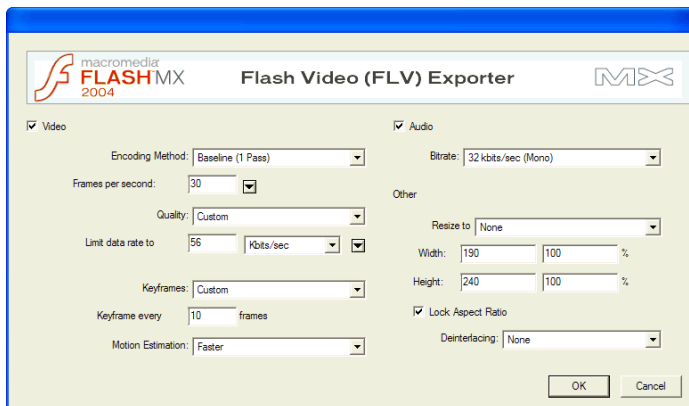 macromedia
FLASH MX
2004
Flash Video (FLV) Exporter
MX
Video
Encoding Method: Baseline (1 Pass)
Frames per second: 30
Quality: Custom
Limit data rate to 56 Kbits/sec
Keyframes: Custom
Keyframe every 10 frames
Motion Estimation: Faster
Audio
Bitrate: 32 kbits/sec (Mono)
Other
Resize to None
Width: 190 100 %
Height: 240 100 %
Lock Aspect Ratio
Deinterlacing: None
OK Cancel